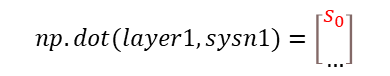 np.dot(layer1,sysn1) = [s₀
...]